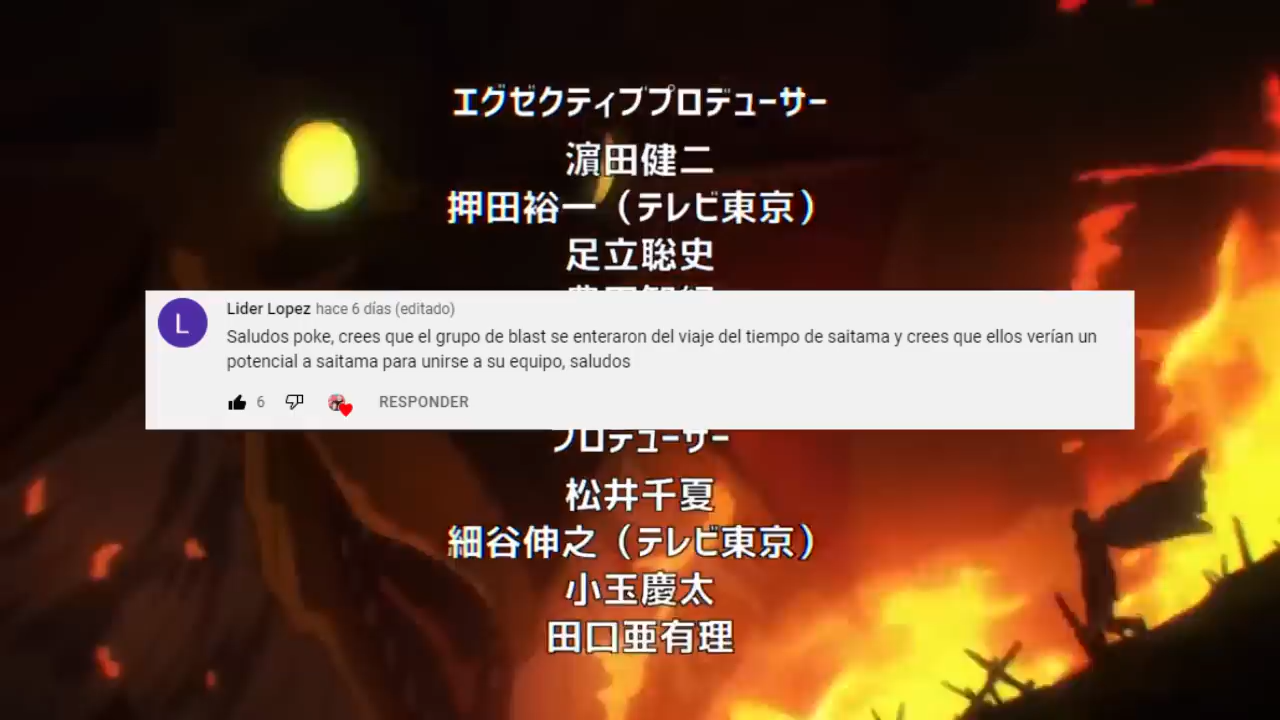 エグゼクティブプロデューサー
濵田健二
押田裕一（テレビ東京）
足立聡史
L
Lider Lopez hace 6 días (editado)
Saludos poke, crees que el grupo de blast se enteraron del viaje del tiempo de saitama y crees que ellos verían un
potencial a saitama para unirse a su equipo, saludos
6 RESPONDER
プロデューサー
松井千夏
細谷伸之（テレビ東京）
小玉慶太
田口亜有理